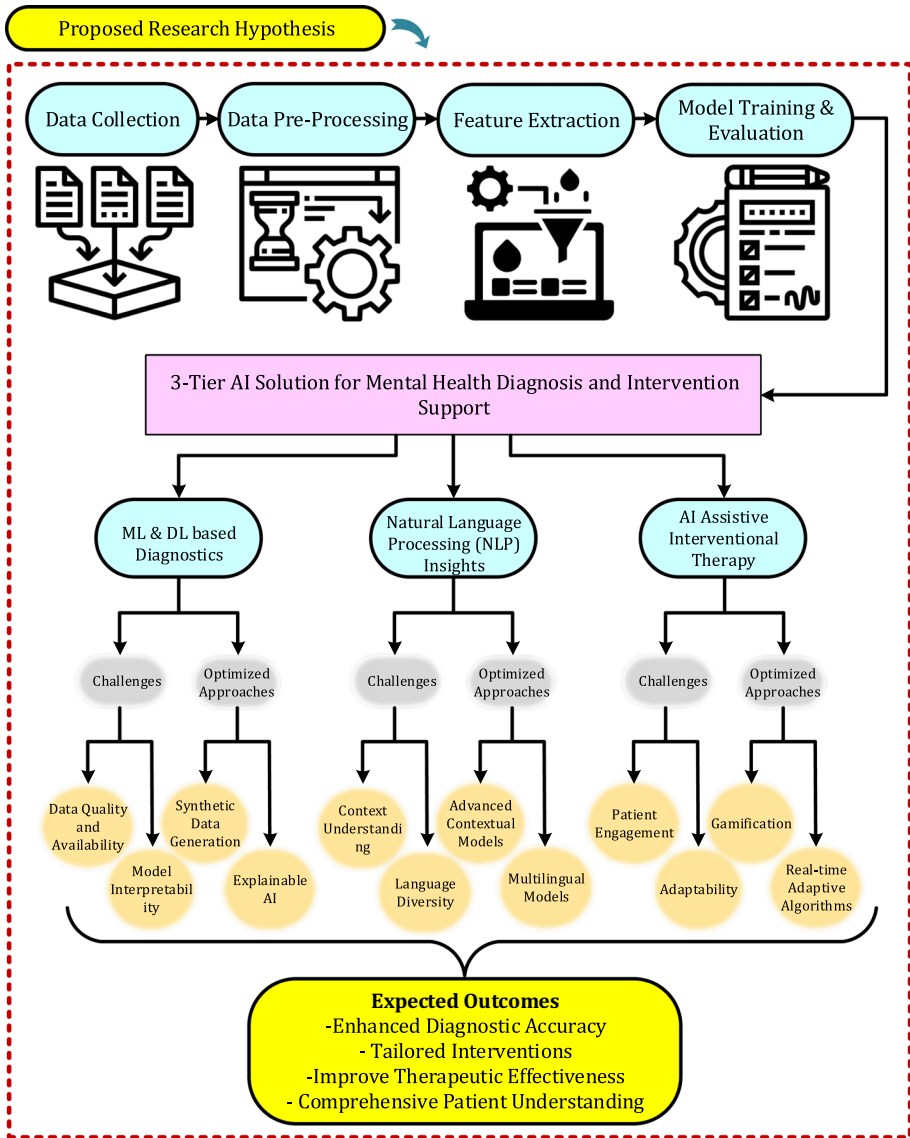 Proposed Research Hypothesis
Data Collection
Data Pre-Processing
Feature Extraction
Model Training &
Evaluation
3-Tier AI Solution for Mental Health Diagnosis and Intervention
Support
ML & DL based
Diagnostics
Natural Language
Processing (NLP)
Insights
AI Assistive
Interventional
Therapy
Challenges
Optimized
Approaches
Challenges
Optimized
Approaches
Challenges
Optimized
Approaches
Data Quality
and
Availability
Model
Interpretabil
ity
Synthetic
Data
Generation
Explainable
AI
Context
Understandi
ng
Language
Diversity
Advanced
Contextual
Models
Multilingual
Models
Patient
Engagement
Adaptability
Gamification
Real-time
Adaptive
Algorithms
Expected Outcomes
-Enhanced Diagnostic Accuracy
- Tailored Interventions
-Improve Therapeutic Effectiveness
- Comprehensive Patient Understanding